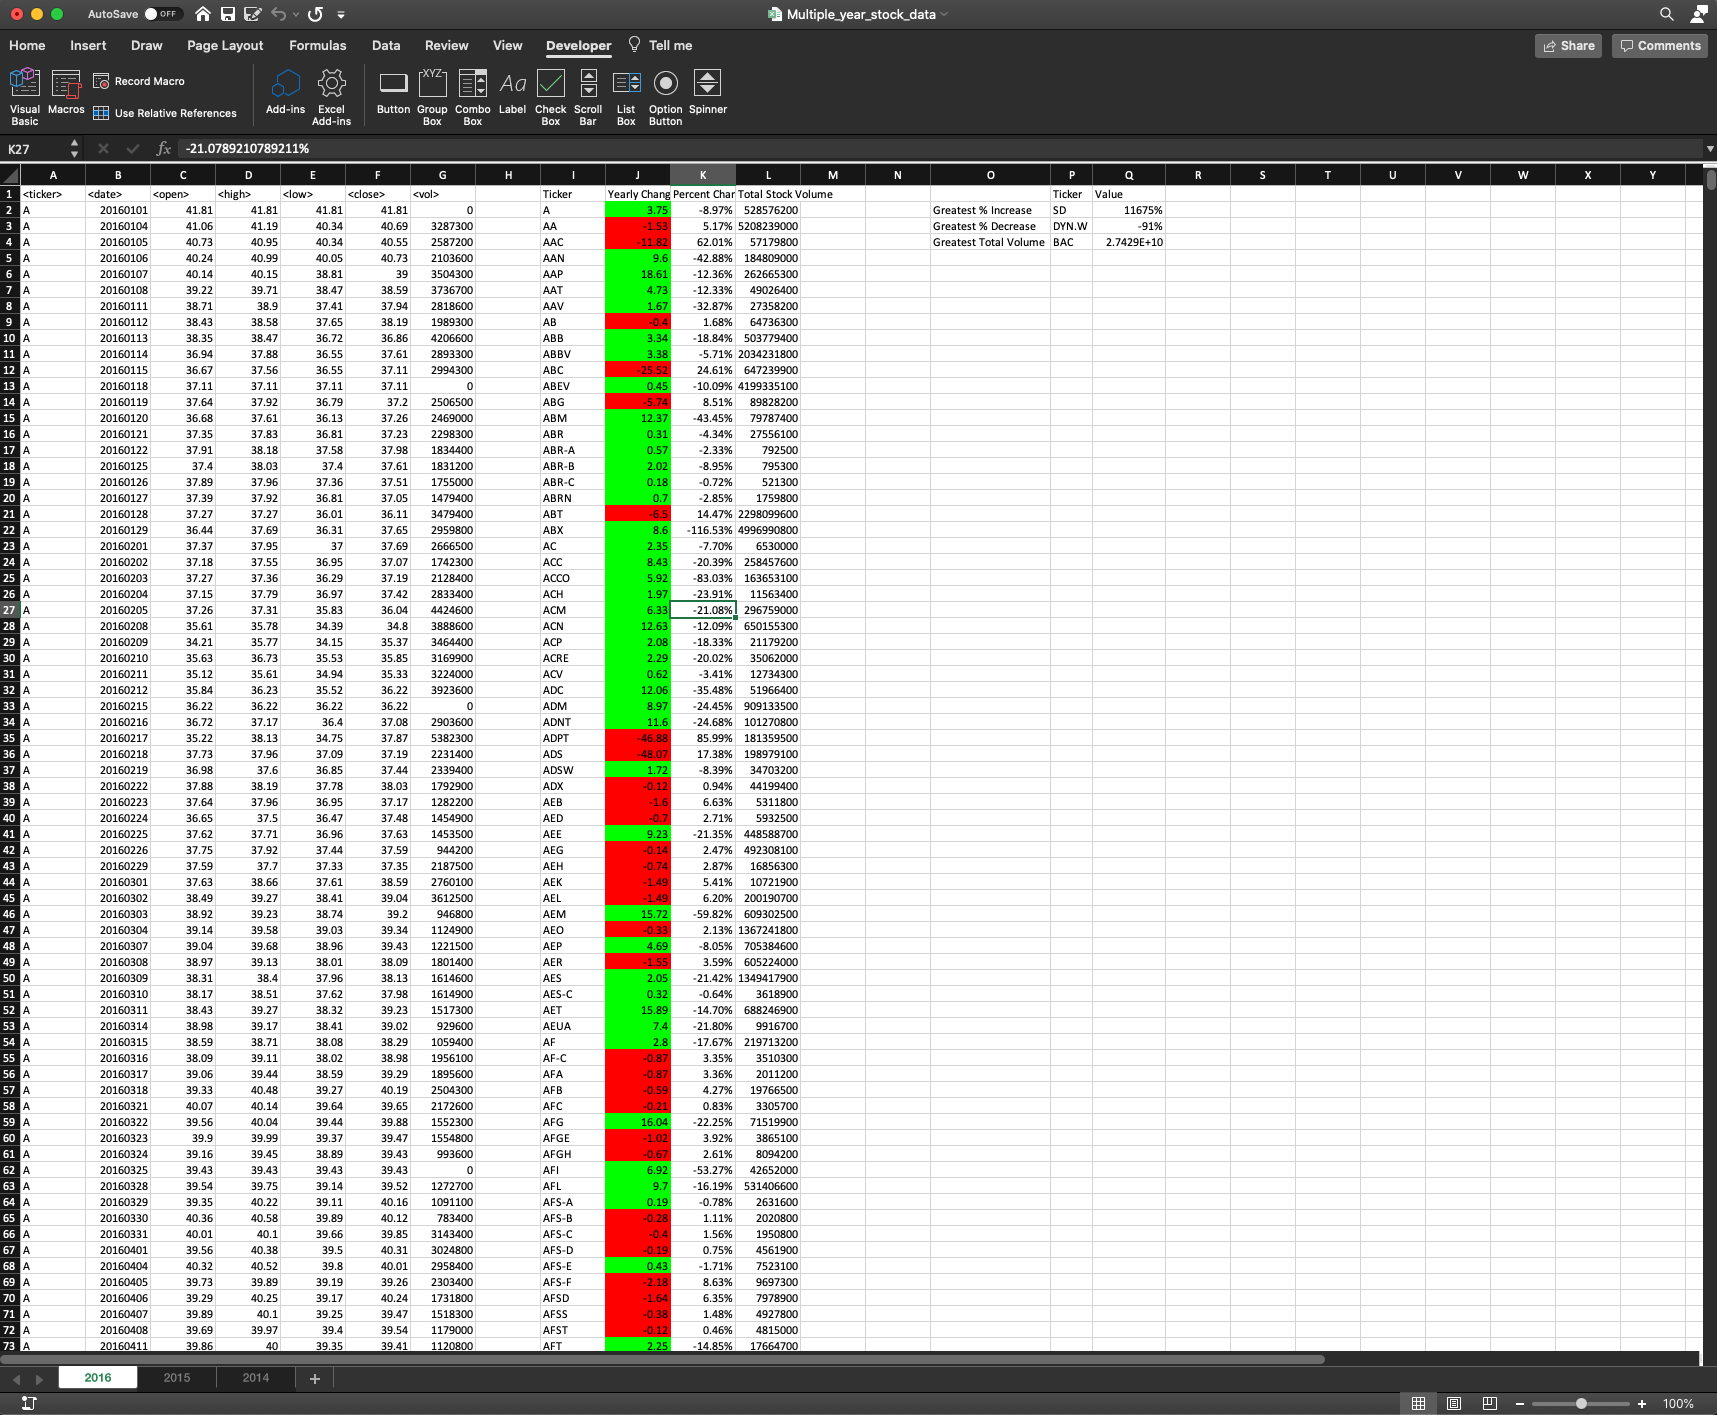 AutoSave OFF Multiple_year_stock_data
Home Insert Draw Page Layout Formulas Data Review View Developer Tell me Share Comments
Visual Basic Macros Record Macro Use Relative References Add-ins Excel Add-ins Button Group Box Combo Box Label Check Box Scroll Bar List Box Option Button Spinner
XYZ Aa
K27 fx -21.0789210789211%
A B C D E F G H I J K L M N O P Q R S T U V W X Y
1 <ticker> <date> <open> <high> <low> <close> <vol> Ticker Yearly Chang Percent Char Total Stock Volume Ticker Value
2 A 20160101 41.81 41.81 41.81 41.81 0 A 3.75 -8.97% 528576200 Greatest % Increase SD 11675%
3 A 20160104 41.06 41.19 40.34 40.69 3287300 AA -1.53 5.17% 5208239000 Greatest % Decrease DYN.W -91%
4 A 20160105 40.73 40.95 40.34 40.55 2587200 AAC -11.82 62.01% 57179800 Greatest Total Volume BAC 2.7429E+10
5 A 20160106 40.24 40.99 40.05 40.73 2103600 AAN 9.6 -42.88% 184809000
6 A 20160107 40.14 40.15 38.81 39 3504300 AAP 18.61 -12.36% 262665300
7 A 20160108 39.22 39.71 38.47 38.59 3736700 AAT 4.73 -12.33% 49026400
8 A 20160111 38.71 38.9 37.41 37.94 2818600 AAV 1.67 -32.87% 27358200
9 A 20160112 38.43 38.58 37.65 38.19 1989300 AB -0.4 1.68% 64736300
10 A 20160113 38.35 38.47 36.72 36.86 4206600 ABB 3.34 -18.84% 503779400
11 A 20160114 36.94 37.88 36.55 37.61 2893300 ABBV 3.38 -5.71% 2034231800
12 A 20160115 36.67 37.56 36.55 37.11 2994300 ABC -25.52 24.61% 647239900
13 A 20160118 37.11 37.11 37.11 37.11 0 ABEV 0.45 -10.09% 4199335100
14 A 20160119 37.64 37.92 36.79 37.2 2506500 ABG -5.74 8.51% 89828200
15 A 20160120 36.68 37.61 36.13 37.26 2469000 ABM 12.37 -43.45% 79787400
16 A 20160121 37.35 37.83 36.81 37.23 2298300 ABR 0.31 -4.34% 27556100
17 A 20160122 37.91 38.18 37.58 37.98 1834400 ABR-A 0.57 -2.33% 792500
18 A 20160125 37.4 38.03 37.4 37.61 1831200 ABR-B 2.02 -8.95% 795300
19 A 20160126 37.89 37.96 37.36 37.51 1755000 ABR-C 0.18 -0.72% 521300
20 A 20160127 37.39 37.92 36.81 37.05 1479400 ABRN 0.7 -2.85% 1759800
21 A 20160128 37.27 37.27 36.01 36.11 3479400 ABT -6.5 14.47% 2298099600
22 A 20160129 36.44 37.69 36.31 37.65 2959800 ABX 8.6 -116.53% 4996990800
23 A 20160201 37.37 37.95 37 37.69 2666500 AC 2.35 -7.70% 6530000
24 A 20160202 37.18 37.55 36.95 37.07 1742300 ACC 8.43 -20.39% 258457600
25 A 20160203 37.27 37.36 36.29 37.19 2128400 ACCO 5.92 -83.03% 163653100
26 A 20160204 37.15 37.79 36.97 37.42 2833400 ACH 1.97 -23.91% 11563400
27 A 20160205 37.26 37.31 35.83 36.04 4424600 ACM 6.33 -21.08% 296759000
28 A 20160208 35.61 35.78 34.39 34.8 3888600 ACN 12.63 -12.09% 650155300
29 A 20160209 34.21 35.77 34.15 35.37 3464400 ACP 2.08 -18.33% 21179200
30 A 20160210 35.63 36.73 35.53 35.85 3169900 ACRE 2.29 -20.02% 35062000
31 A 20160211 35.12 35.61 34.94 35.33 3224000 ACV 0.62 -3.41% 12734300
32 A 20160212 35.84 36.23 35.52 36.22 3923600 ADC 12.06 -35.48% 51966400
33 A 20160215 36.22 36.22 36.22 36.22 0 ADM 8.97 -24.45% 909133500
34 A 20160216 36.72 37.17 36.4 37.08 2903600 ADNT 11.6 -24.68% 101270800
35 A 20160217 35.22 38.13 34.75 37.87 5382300 ADPT -46.88 85.99% 181359500
36 A 20160218 37.73 37.96 37.09 37.19 2231400 ADS -48.07 17.38% 198979100
37 A 20160219 36.98 37.6 36.85 37.44 2339400 ADSW 1.72 -8.39% 34703200
38 A 20160222 37.88 38.19 37.78 38.03 1792900 ADX -0.12 0.94% 44199400
39 A 20160223 37.64 37.96 36.95 37.17 1282200 AEB -1.6 6.63% 5311800
40 A 20160224 36.65 37.5 36.47 37.48 1454900 AED -0.7 2.71% 5932500
41 A 20160225 37.62 37.71 36.96 37.63 1453500 AEE 9.23 -21.35% 448588700
42 A 20160226 37.75 37.92 37.44 37.59 944200 AEG -0.14 2.47% 492308100
43 A 20160229 37.59 37.7 37.33 37.35 2187500 AEH -0.74 2.87% 16856300
44 A 20160301 37.63 38.66 37.61 38.59 2760100 AEK -1.49 5.41% 10721900
45 A 20160302 38.49 39.27 38.41 39.04 3612500 AEL -1.49 6.20% 200190700
46 A 20160303 38.92 39.23 38.74 39.2 946800 AEM 15.72 -59.82% 609302500
47 A 20160304 39.14 39.58 39.03 39.34 1124900 AEO -0.33 2.13% 1367241800
48 A 20160307 39.04 39.68 38.96 39.43 1221500 AEP 4.69 -8.05% 705384600
49 A 20160308 38.97 39.13 38.01 38.09 1801400 AER -1.55 3.59% 605224000
50 A 20160309 38.31 38.4 37.96 38.13 1614600 AES 2.05 -21.42% 1349417900
51 A 20160310 38.17 38.51 37.62 37.98 1614900 AES-C 0.32 -0.64% 3618900
52 A 20160311 38.43 39.27 38.32 39.23 1517300 AET 15.89 -14.70% 688246900
53 A 20160314 38.98 39.17 38.41 39.02 929600 AEUA 7.4 -21.80% 9916700
54 A 20160315 38.59 38.71 38.08 38.29 1059400 AF 2.8 -17.67% 219713200
55 A 20160316 38.09 39.11 38.02 38.98 1956100 AF-C -0.87 3.35% 3510300
56 A 20160317 39.06 39.44 38.59 39.29 1895600 AFA -0.87 3.36% 2011200
57 A 20160318 39.33 40.48 39.27 40.19 2504300 AFB -0.59 4.27% 19766500
58 A 20160321 40.07 40.14 39.64 39.65 2172600 AFC -0.21 0.83% 3305700
59 A 20160322 39.56 40.04 39.44 39.88 1552300 AFG 16.04 -22.25% 71519900
60 A 20160323 39.9 39.99 39.37 39.47 1554800 AFGE -1.02 3.92% 3865100
61 A 20160324 39.16 39.45 38.89 39.43 993600 AFGH -0.67 2.61% 8094200
62 A 20160325 39.43 39.43 39.43 39.43 0 AFI 6.92 -53.27% 42652000
63 A 20160328 39.54 39.75 39.14 39.52 1272700 AFL 9.7 -16.19% 531406600
64 A 20160329 39.35 40.22 39.11 40.16 1091100 AFS-A 0.19 -0.78% 2631600
65 A 20160330 40.36 40.58 39.89 40.12 783400 AFS-B -0.28 1.11% 2020800
66 A 20160331 40.01 40.1 39.66 39.85 3143400 AFS-C -0.4 1.56% 1950800
67 A 20160401 39.56 40.38 39.5 40.31 3024800 AFS-D -0.19 0.75% 4561900
68 A 20160404 40.32 40.52 39.8 40.01 2958400 AFS-E 0.43 -1.71% 7523100
69 A 20160405 39.73 39.89 39.19 39.26 2303400 AFS-F -2.18 8.63% 9697300
70 A 20160406 39.29 40.25 39.17 40.24 1731800 AFSD -1.64 6.35% 7978900
71 A 20160407 39.89 40.1 39.25 39.47 1518300 AFSS -0.38 1.48% 4927800
72 A 20160408 39.69 39.97 39.4 39.54 1179000 AFST -0.12 0.46% 4815000
73 A 20160411 39.86 40 39.35 39.41 1120800 AFT 2.25 -14.85% 17664700
2016 2015 2014 +
100%